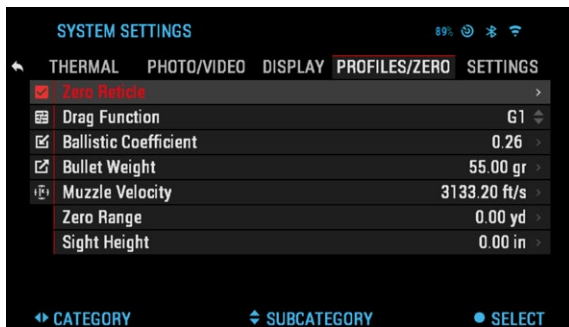 SYSTEM SETTINGS 89%
THERMAL PHOTO/VIDEO DISPLAY PROFILES/ZERO SETTINGS
Zero Reticle
Drag Function G1
Ballistic Coefficient 0.26
Bullet Weight 55.00 gr
Muzzle Velocity 3133.20 ft/s
Zero Range 0.00 yd
Sight Height 0.00 in
CATEGORY SUBCATEGORY SELECT